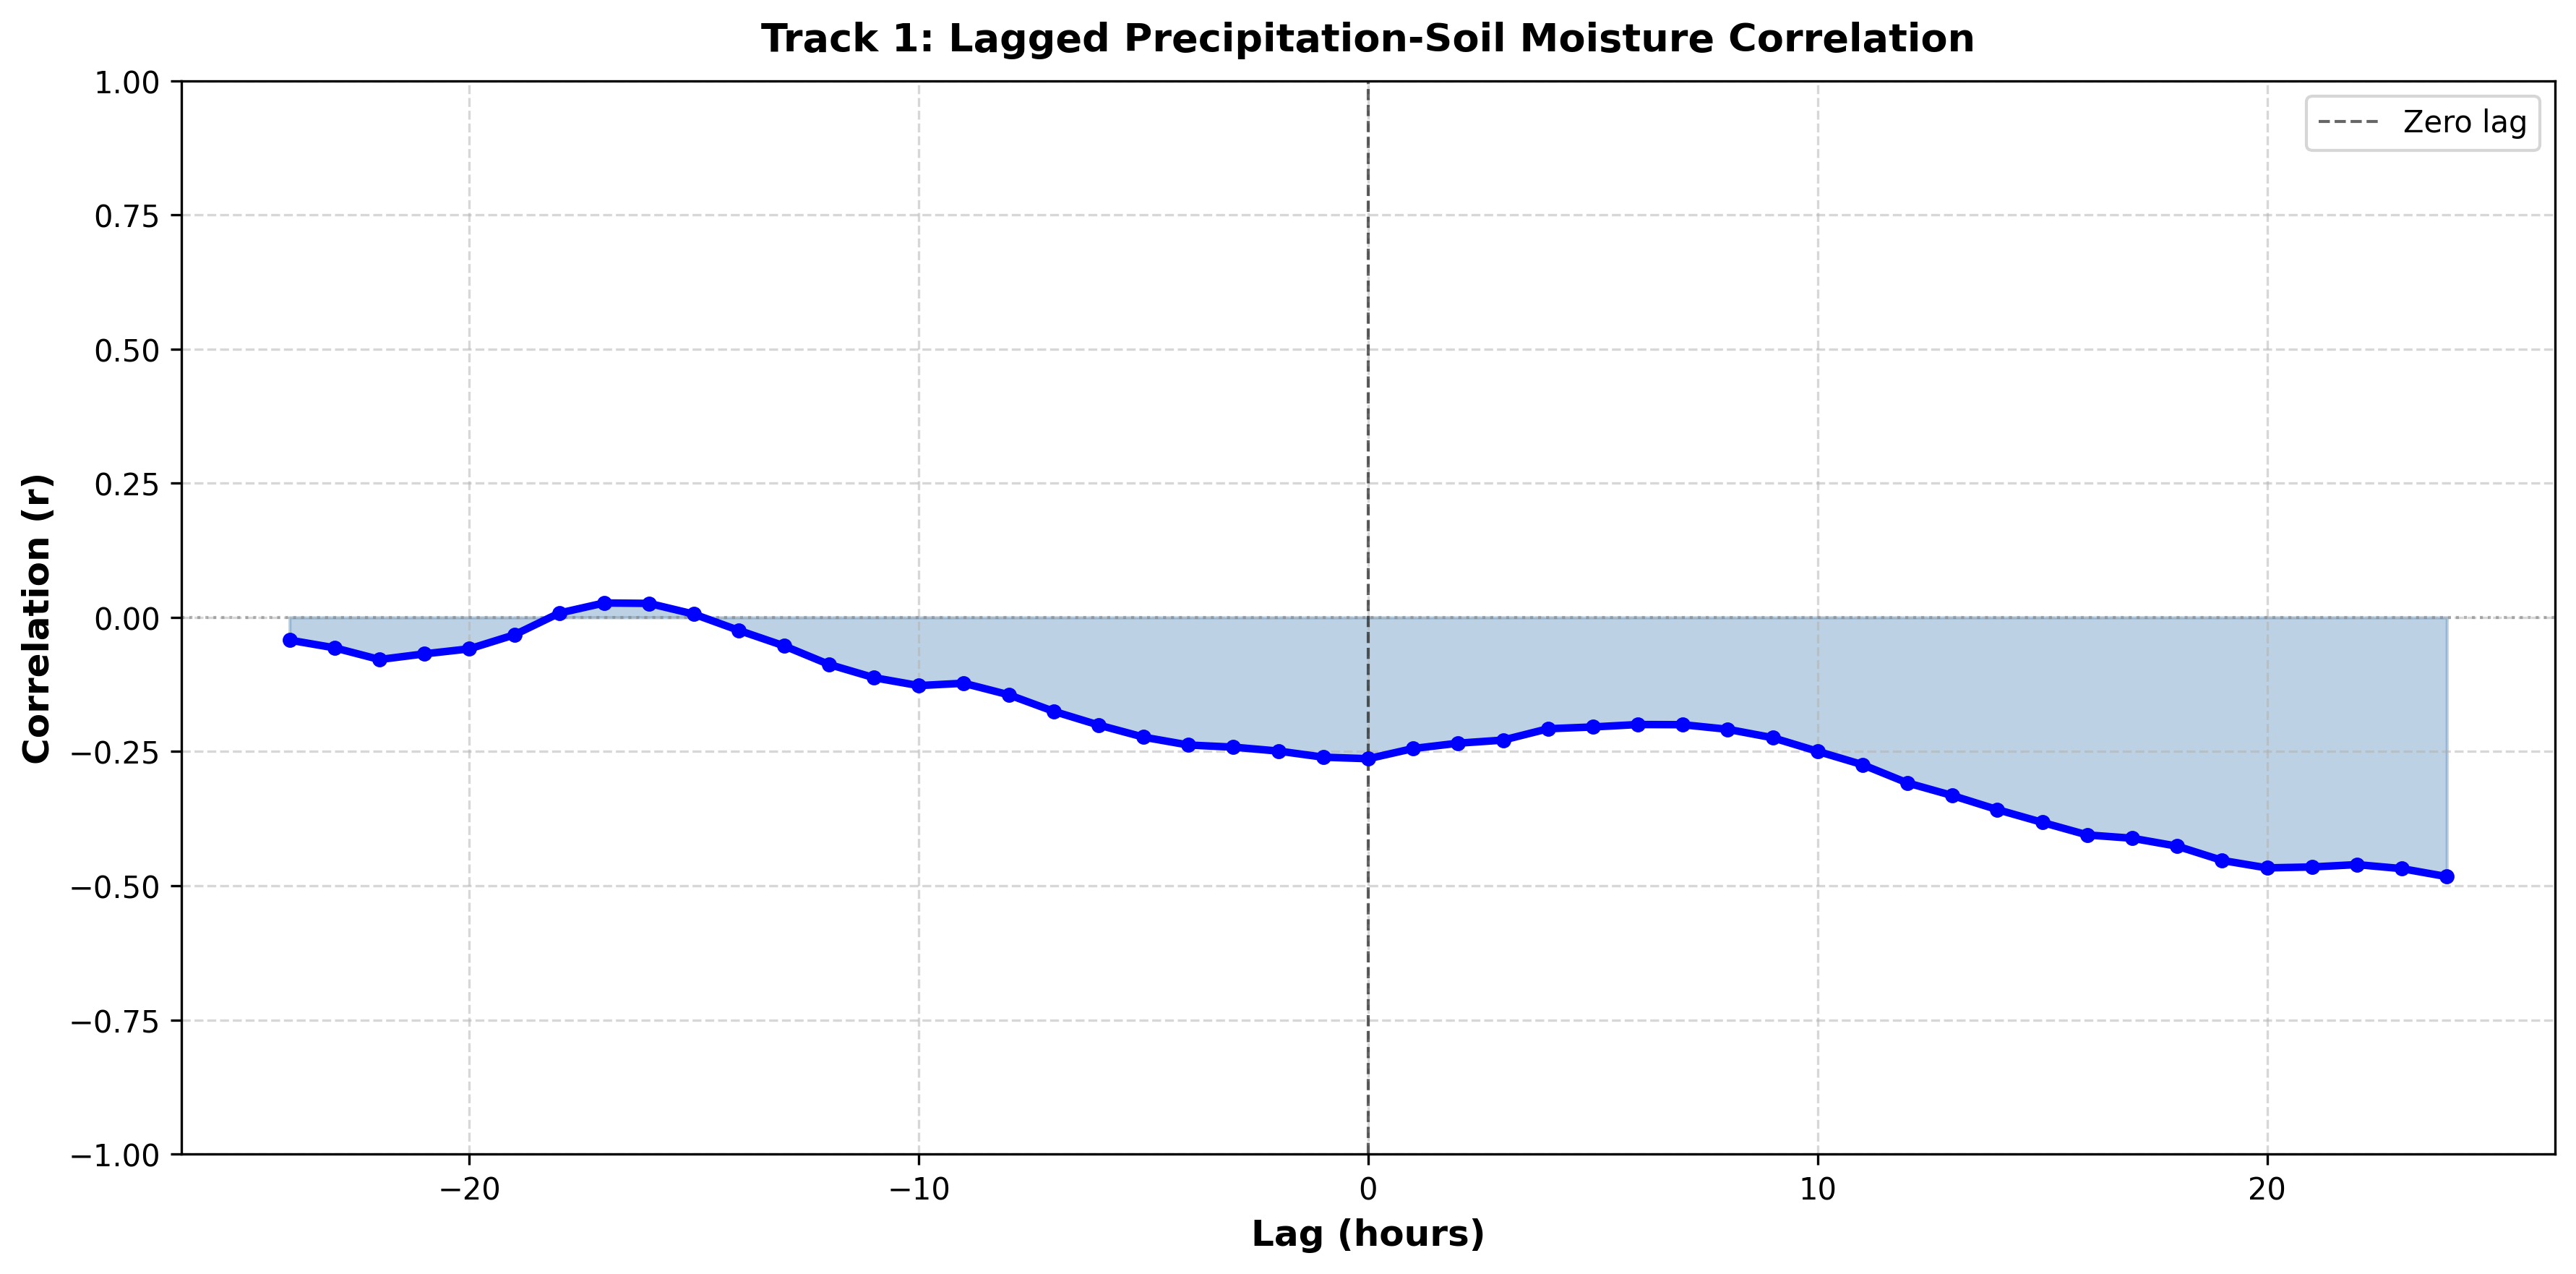 Track 1: Lagged Precipitation-Soil Moisture Correlation
Zero lag
Correlation (r)
1.00
0.75
0.50
0.25
0.00
−0.25
−0.50
−0.75
−1.00
−20 −10 0 10 20
Lag (hours)